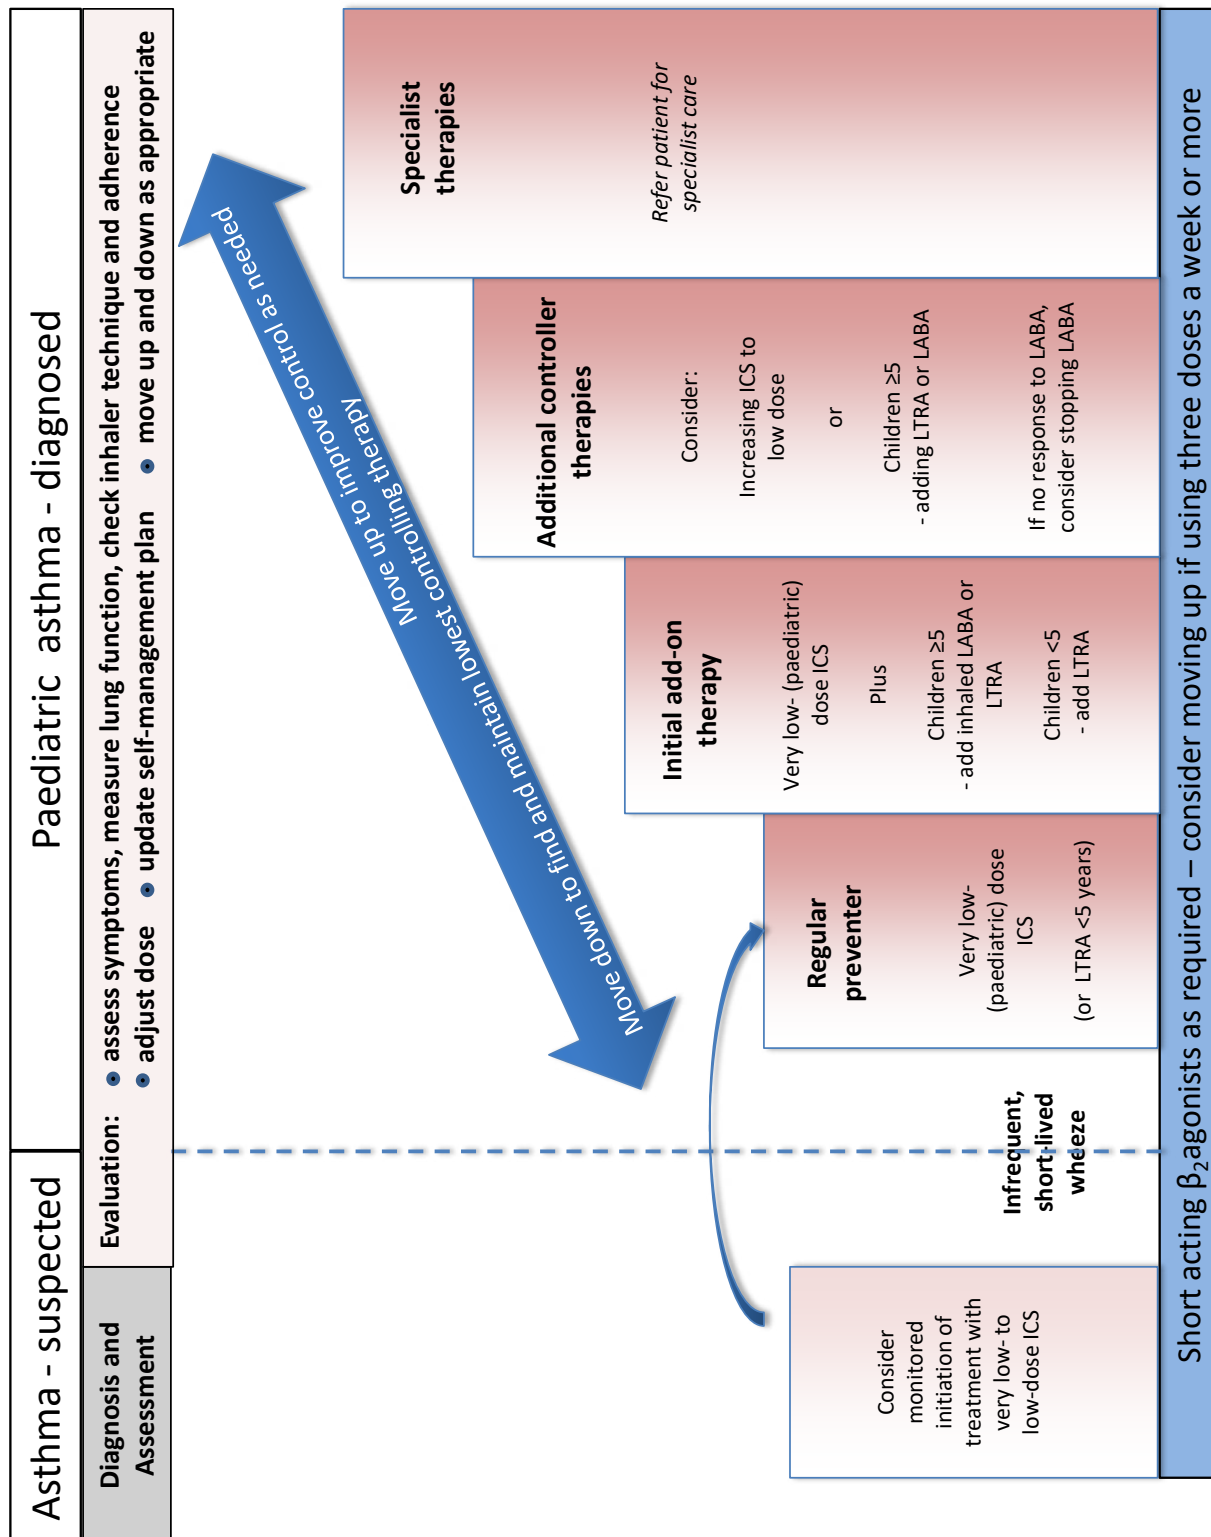 Asthma - suspected
Paediatric asthma - diagnosed
Diagnosis and
Assessment
Evaluation:
assess symptoms, measure lung function, check inhaler technique and adherence
adjust dose
update self-management plan
move up and down as appropriate
Move up to improve control as needed
Move down to find and maintain lowest controlling therapy
Consider
monitored
initiation of
treatment with
very low- to
low-dose ICS
Infrequent,
short-lived
wheeze
Regular
preventer
Very low-
(paediatric) dose
ICS
(or LTRA <5 years)
Initial add-on
therapy
Very low- (paediatric)
dose ICS
Plus
Children ≥5
- add inhaled LABA or
LTRA
Children <5
- add LTRA
Additional controller
therapies
Consider:
Increasing ICS to
low dose
or
Children ≥5
- adding LTRA or LABA
If no response to LABA,
consider stopping LABA
Specialist
therapies
Refer patient for
specialist care
Short acting β₂agonists as required – consider moving up if using three doses a week or more